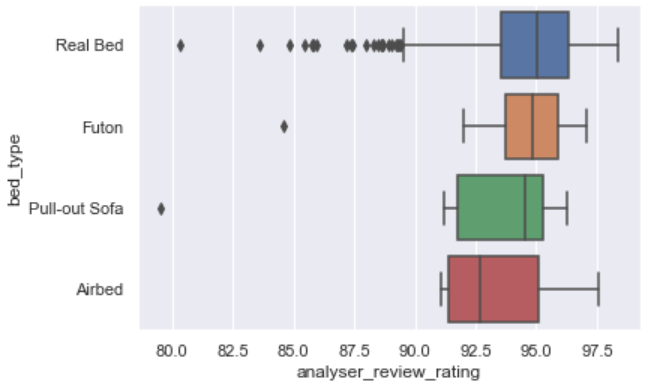 Real Bed
Futon
Pull-out Sofa
Airbed
bed_type
80.0 82.5 85.0 87.5 90.0 92.5 95.0 97.5
analyser_review_rating